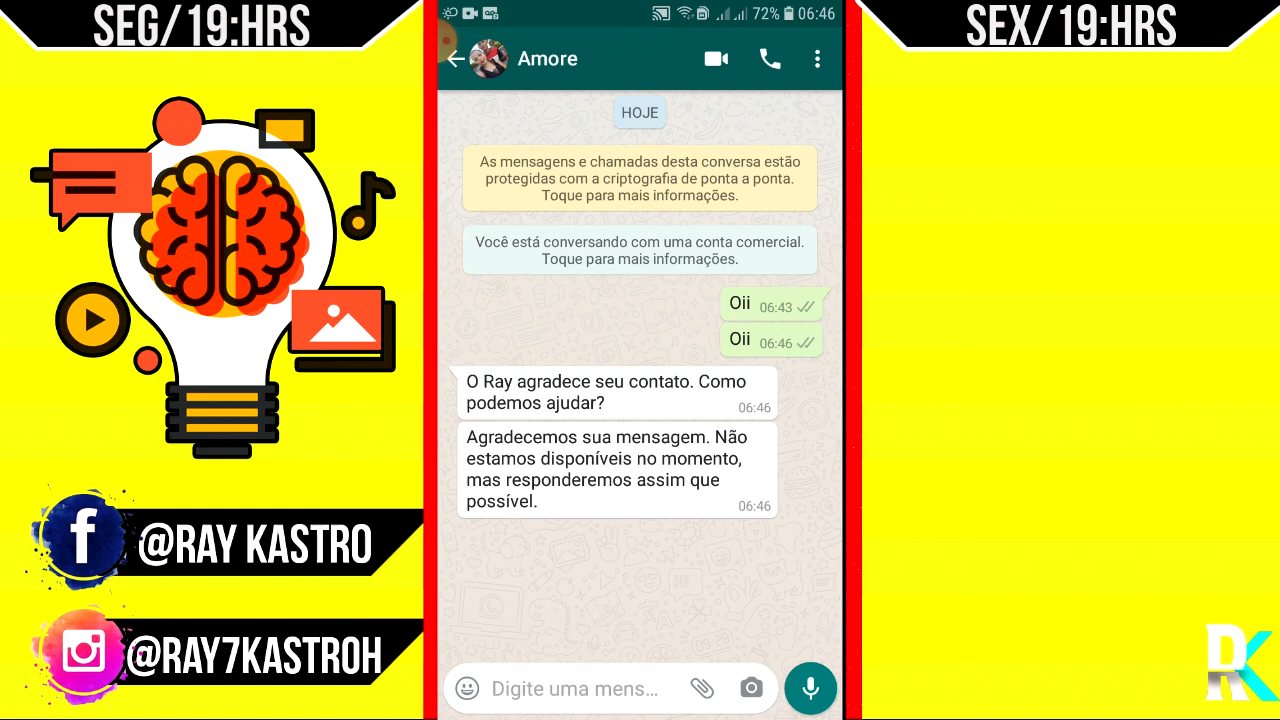 SEG/19:HRS
SEX/19:HRS
72% 06:46
Amore
HOJE
As mensagens e chamadas desta conversa estão
protegidas com a criptografia de ponta a ponta.
Toque para mais informações.
Você está conversando com uma conta comercial.
Toque para mais informações.
Oii 06:43
Oii 06:46
O Ray agradece seu contato. Como
podemos ajudar?
06:46
Agradecemos sua mensagem. Não
estamos disponíveis no momento,
mas responderemos assim que
possível.
06:46
Digite uma mens...
f @RAY KASTRO
@RAY7KASTROH
RK